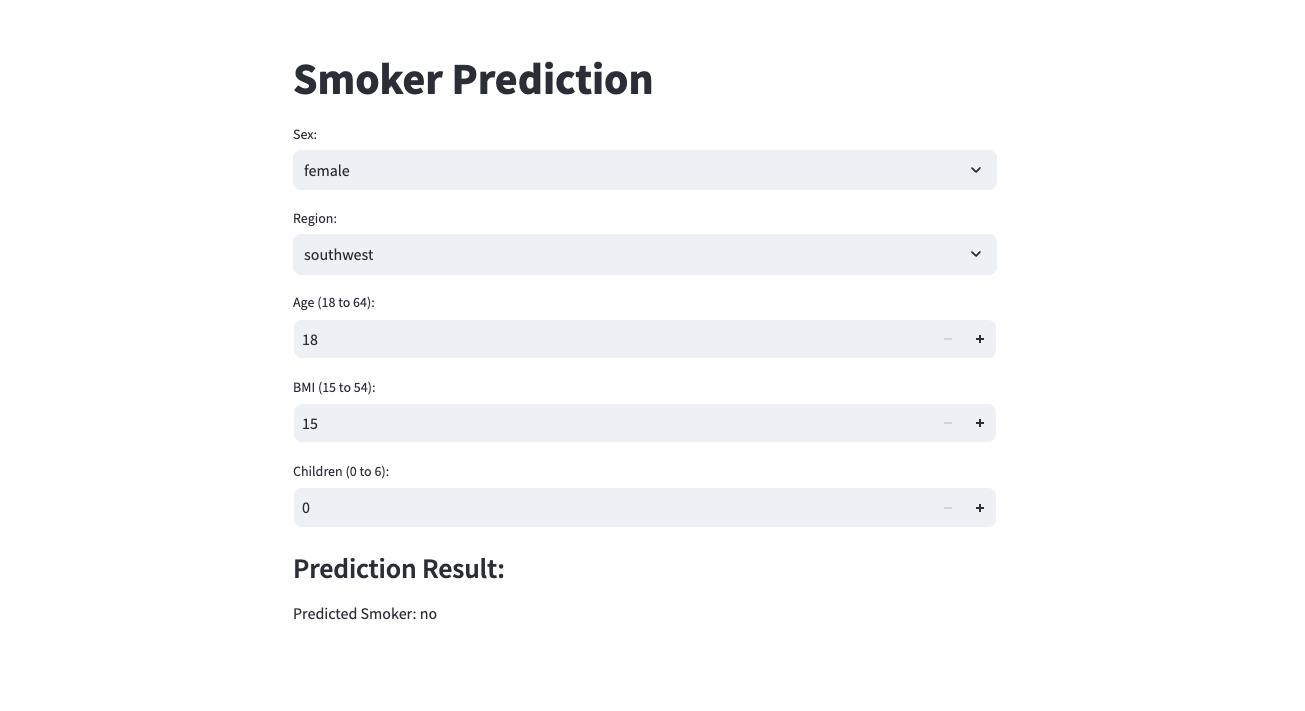 Smoker Prediction
Sex:
female
Region:
southwest
Age (18 to 64):
18
BMI (15 to 54):
15
Children (0 to 6):
0
Prediction Result:
Predicted Smoker: no